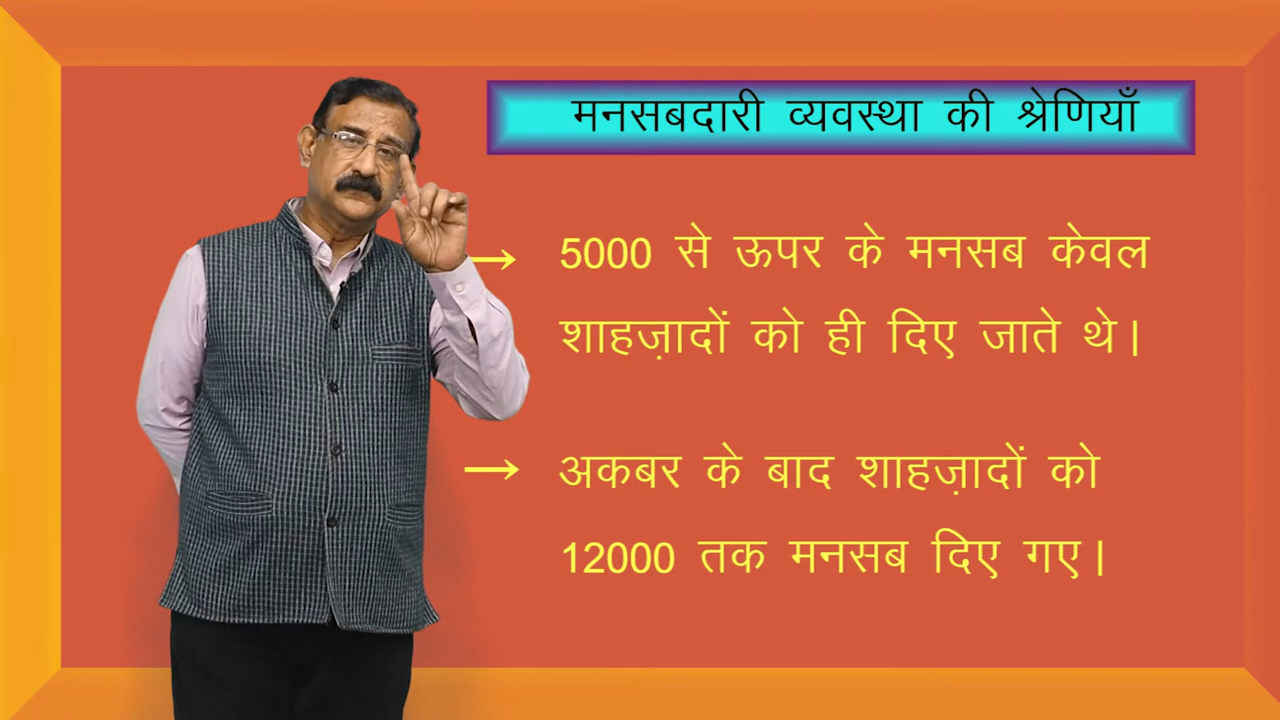 मनसबदारी व्यवस्था की श्रेणियाँ
→ 5000 से ऊपर के मनसब केवल
शाहज़ादों को ही दिए जाते थे।
→ अकबर के बाद शाहज़ादों को
12000 तक मनसब दिए गए।